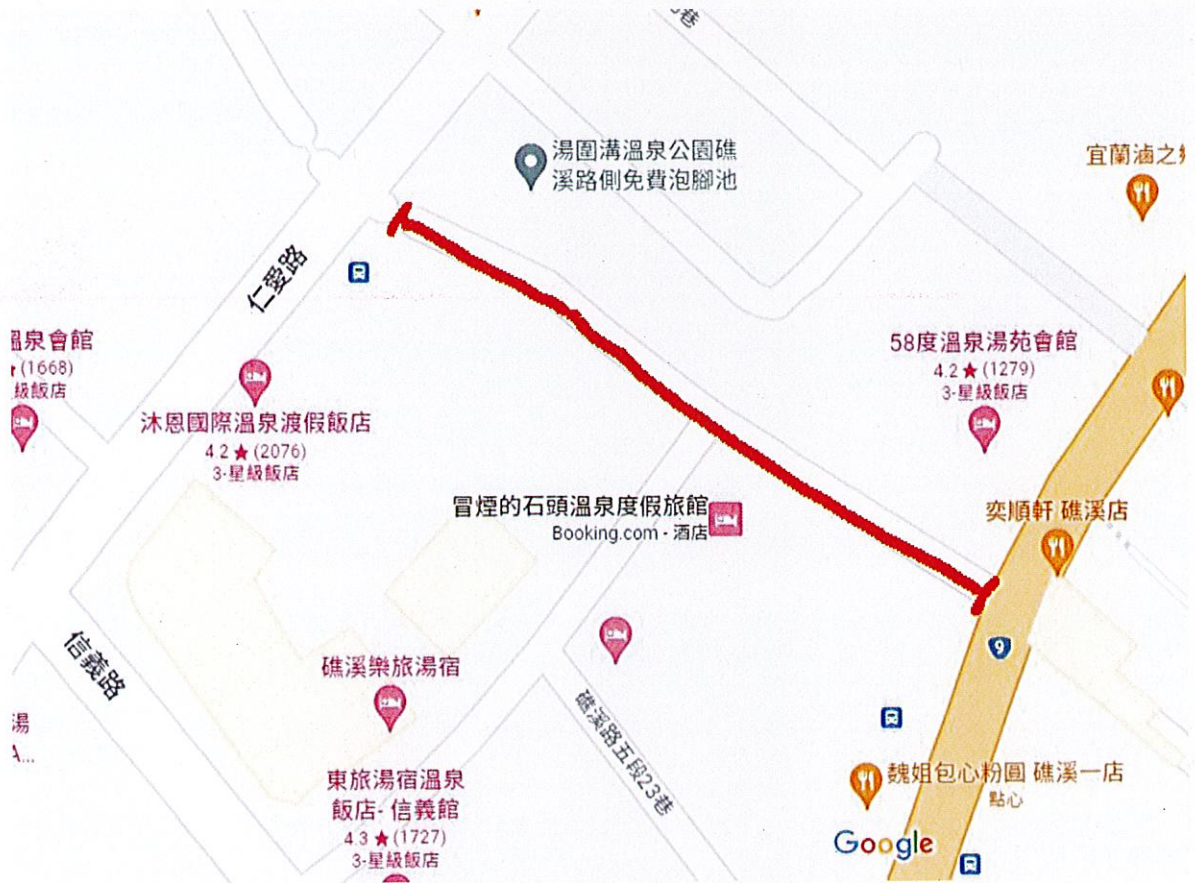 巷
湯圍溝溫泉公園礁
溪路側免費泡腳池
宜蘭滷之
仁愛路
溫泉會館
(1668)
級飯店
58度溫泉湯苑會館
4.2★(1279)
3-星級飯店
沐恩國際溫泉渡假飯店
4.2★(2076)
3-星級飯店
冒煙的石頭溫泉度假旅館
Booking.com - 酒店
奕順軒 礁溪店
9
信義路
礁溪樂旅湯宿
礁溪路五段23巷
湯
A...
東旅湯宿溫泉
飯店- 信義館
4.3★(1727)
3-星級飯店
魏姐包心粉圓 礁溪一店
點心
Google